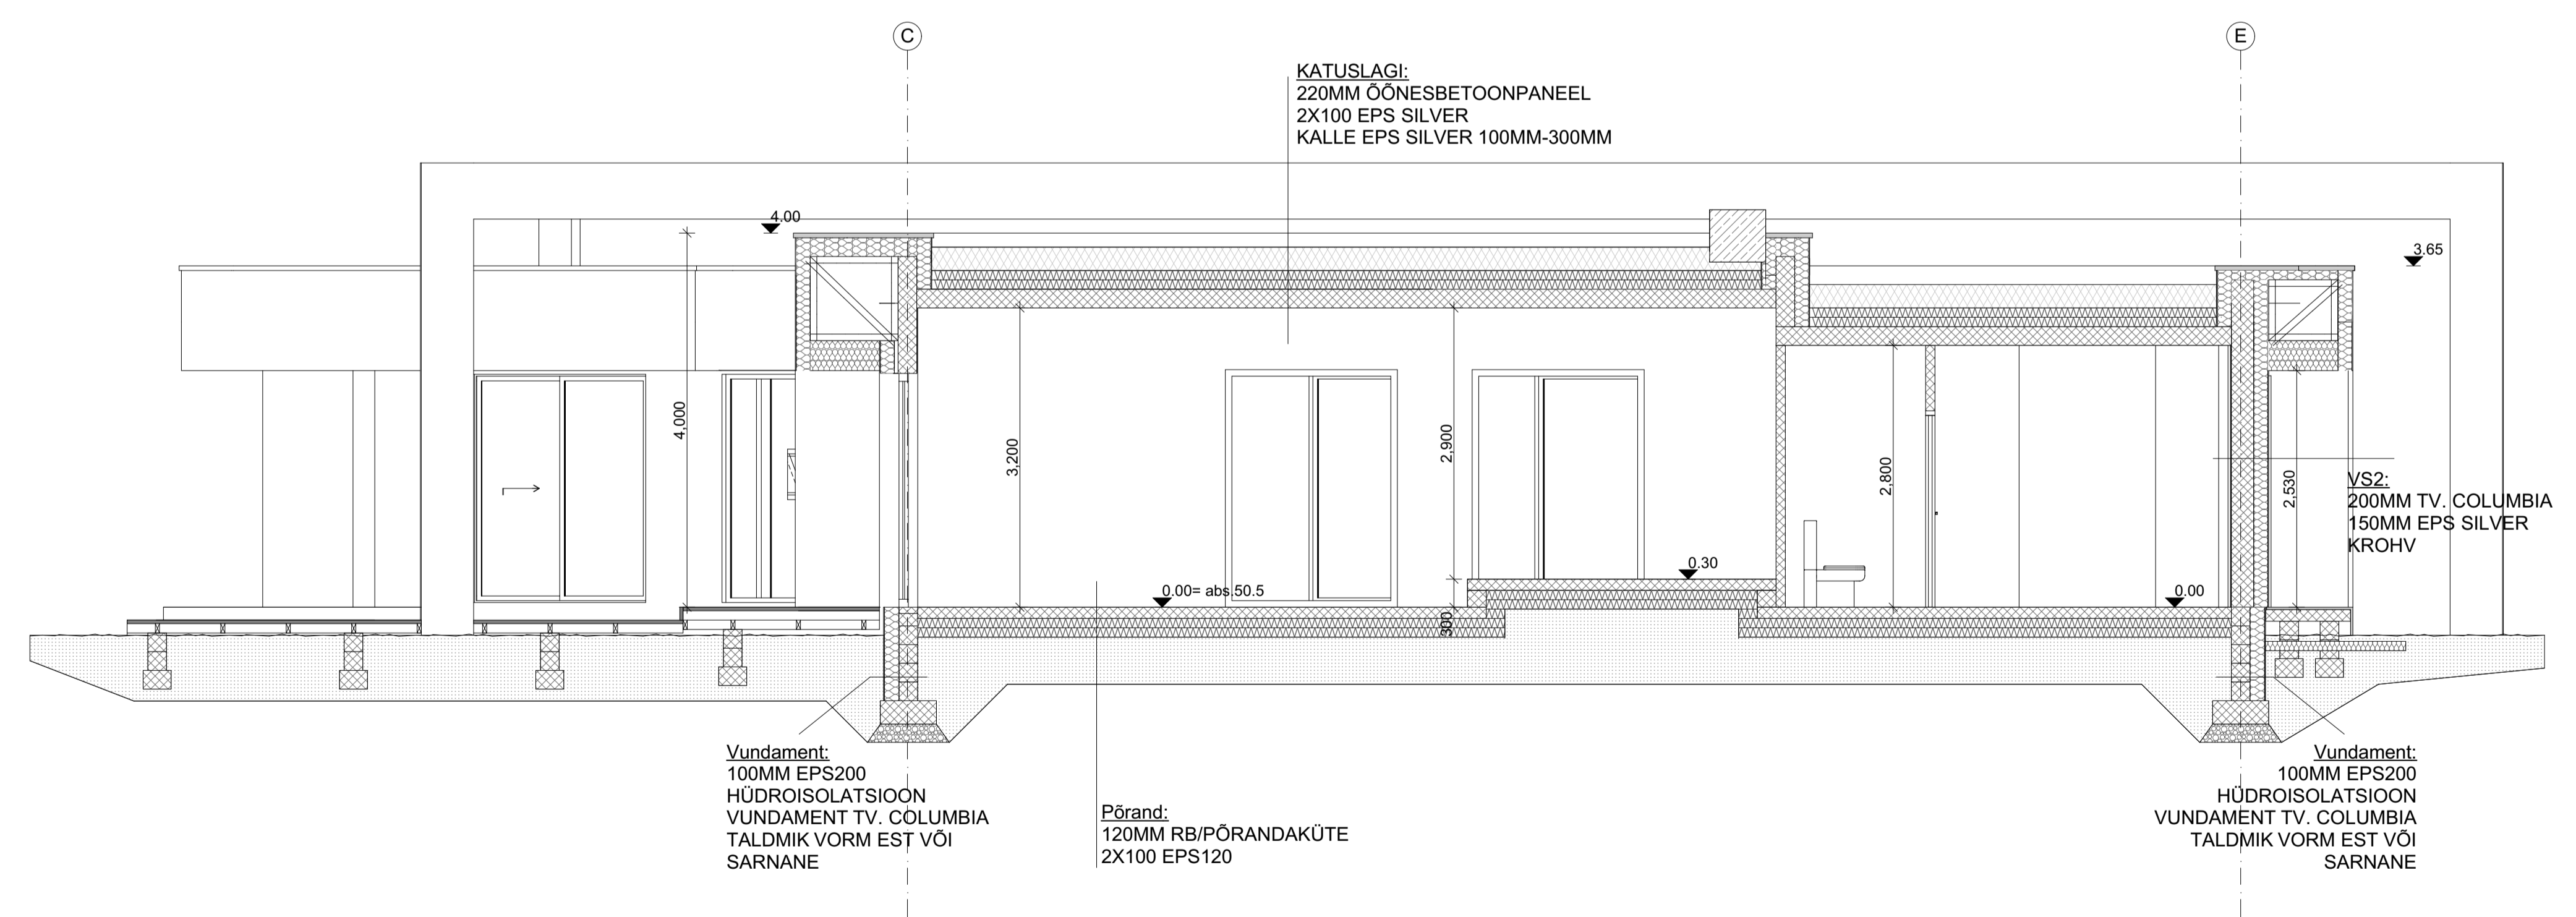 C
E
KATUSLAGI:
220MM ÕÕNESBETOONPANEEL
2X100 EPS SILVER
KALLE EPS SILVER 100MM-300MM
4.00
3.65
4,000
3,200
2,900
2,800
2,530
VS2:
200MM TV. COLUMBIA
150MM EPS SILVER
KROHV
0.30
0.00= abs.50.5
0.00
300
Vundament:
100MM EPS200
HÜDROISOLATSIOON
VUNDAMENT TV. COLUMBIA
TALDMIK VORM EST VÕI
SARNANE
Põrand:
120MM RB/PÕRANDAKÜTE
2X100 EPS120
Vundament:
100MM EPS200
HÜDROISOLATSIOON
VUNDAMENT TV. COLUMBIA
TALDMIK VORM EST VÕI
SARNANE